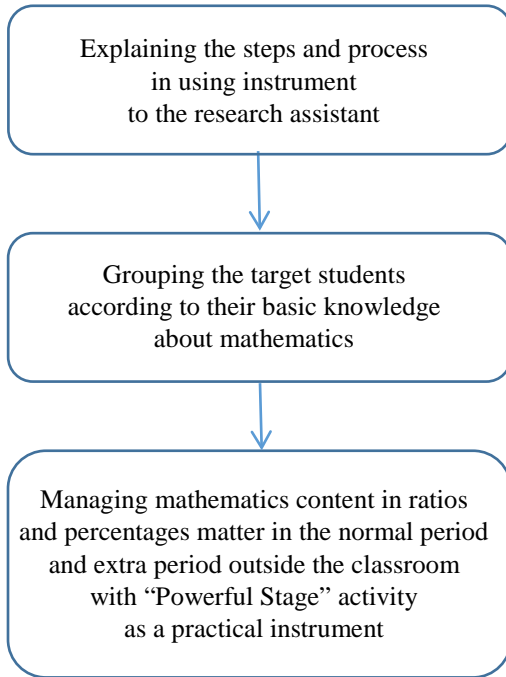 Explaining the steps and process
in using instrument
to the research assistant
Grouping the target students
according to their basic knowledge
about mathematics
Managing mathematics content in ratios
and percentages matter in the normal period
and extra period outside the classroom
with “Powerful Stage” activity
as a practical instrument